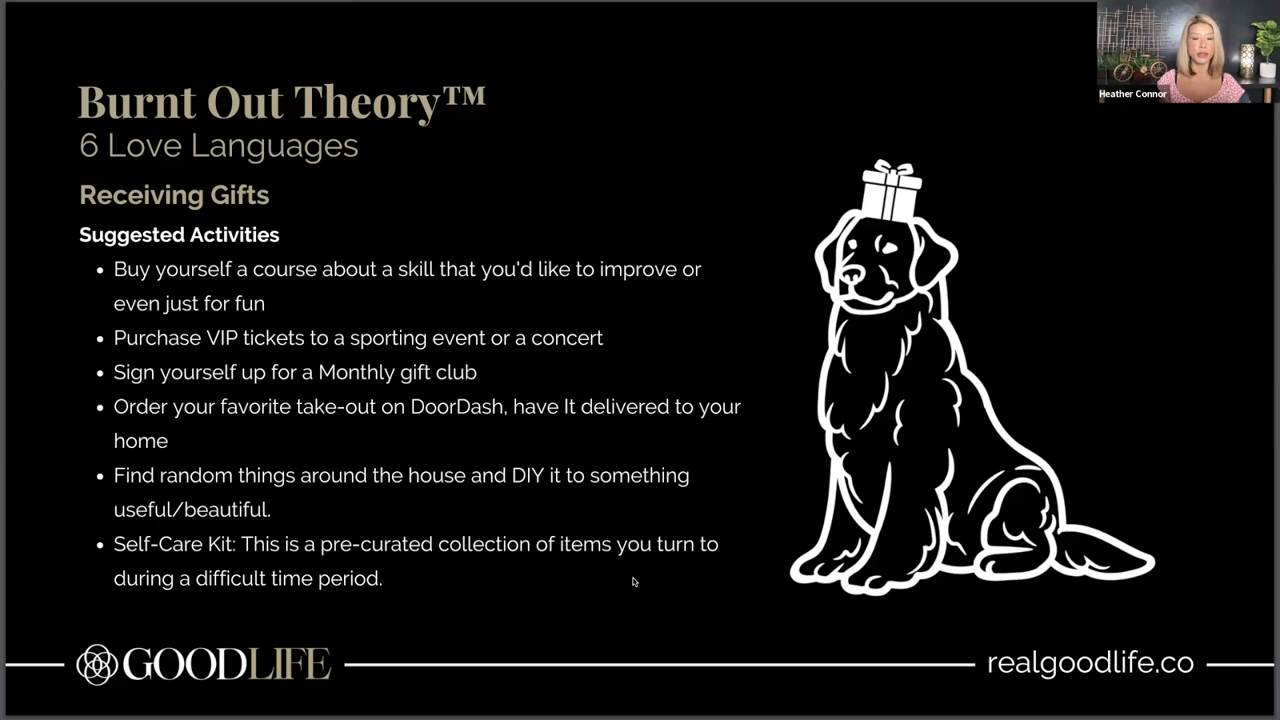 Heather Connor
Burnt Out Theory™
6 Love Languages
Receiving Gifts
Suggested Activities
• Buy yourself a course about a skill that you'd like to improve or
even just for fun
• Purchase VIP tickets to a sporting event or a concert
• Sign yourself up for a Monthly gift club
• Order your favorite take-out on DoorDash, have It delivered to your
home
• Find random things around the house and DIY it to something
useful/beautiful.
• Self-Care Kit: This is a pre-curated collection of items you turn to
during a difficult time period.
GOODLIFE
realgoodlife.co